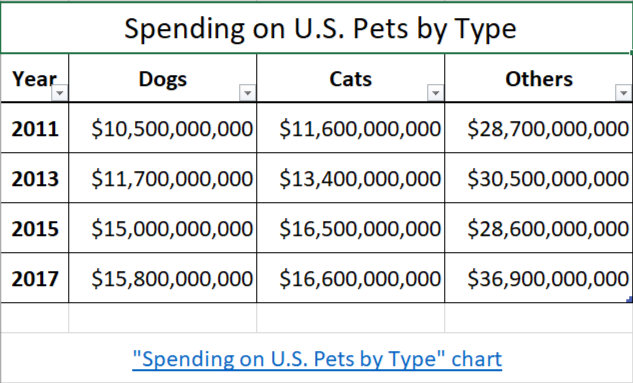 Spending on U.S. Pets by Type
Year Dogs Cats Others
2011 $10,500,000,000 $11,600,000,000 $28,700,000,000
2013 $11,700,000,000 $13,400,000,000 $30,500,000,000
2015 $15,000,000,000 $16,500,000,000 $28,600,000,000
2017 $15,800,000,000 $16,600,000,000 $36,900,000,000
"Spending on U.S. Pets by Type" chart